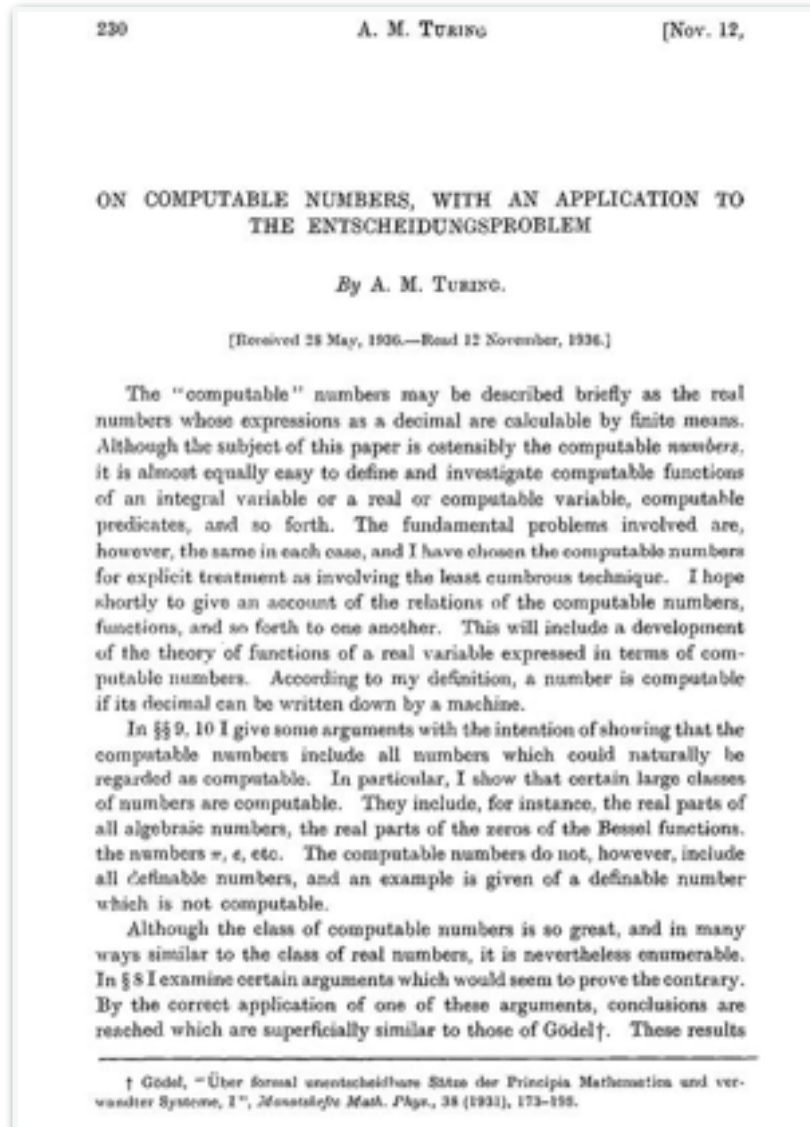 230 A. M. TURING [Nov. 12,
ON COMPUTABLE NUMBERS, WITH AN APPLICATION TO
THE ENTSCHEIDUNGSPROBLEM
By A. M. TURING.
[Received 28 May, 1936.—Read 12 November, 1936.]
The "computable" numbers may be described briefly as the real
numbers whose expressions as a decimal are calculable by finite means.
Although the subject of this paper is ostensibly the computable numbers,
it is almost equally easy to define and investigate computable functions
of an integral variable or a real or computable variable, computable
predicates, and so forth. The fundamental problems involved are,
however, the same in each case, and I have chosen the computable numbers
for explicit treatment as involving the least cumbrous technique. I hope
shortly to give an account of the relations of the computable numbers,
functions, and so forth to one another. This will include a development
of the theory of functions of a real variable expressed in terms of com-
putable numbers. According to my definition, a number is computable
if its decimal can be written down by a machine.
In §§ 9, 10 I give some arguments with the intention of showing that the
computable numbers include all numbers which could naturally be
regarded as computable. In particular, I show that certain large classes
of numbers are computable. They include, for instance, the real parts of
all algebraic numbers, the real parts of the zeros of the Bessel functions.
the numbers π, e, etc. The computable numbers do not, however, include
all definable numbers, and an example is given of a definable number
which is not computable.
Although the class of computable numbers is so great, and in many
ways similar to the class of real numbers, it is nevertheless enumerable.
In § 8 I examine certain arguments which would seem to prove the contrary.
By the correct application of one of these arguments, conclusions are
reached which are superficially similar to those of Gödel†. These results
† Gödel, "Über formal unentscheidbare Sätze der Principia Mathematica und ver-
wandter Systeme, I", Monatshefte Math. Phys., 38 (1931), 173–198.